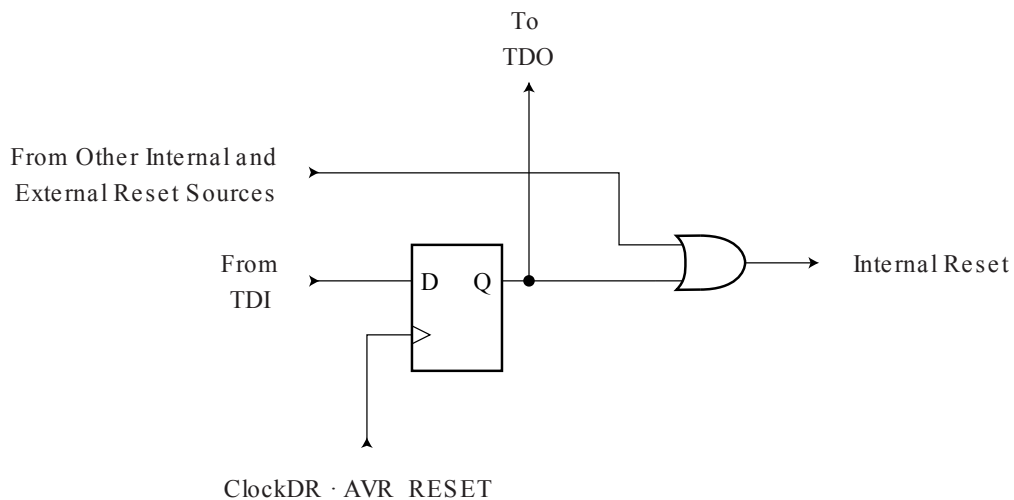 To
TDO
From Other Internal and
External Reset Sources
From
TDI
D Q
Internal Reset
ClockDR · AVR_RESET